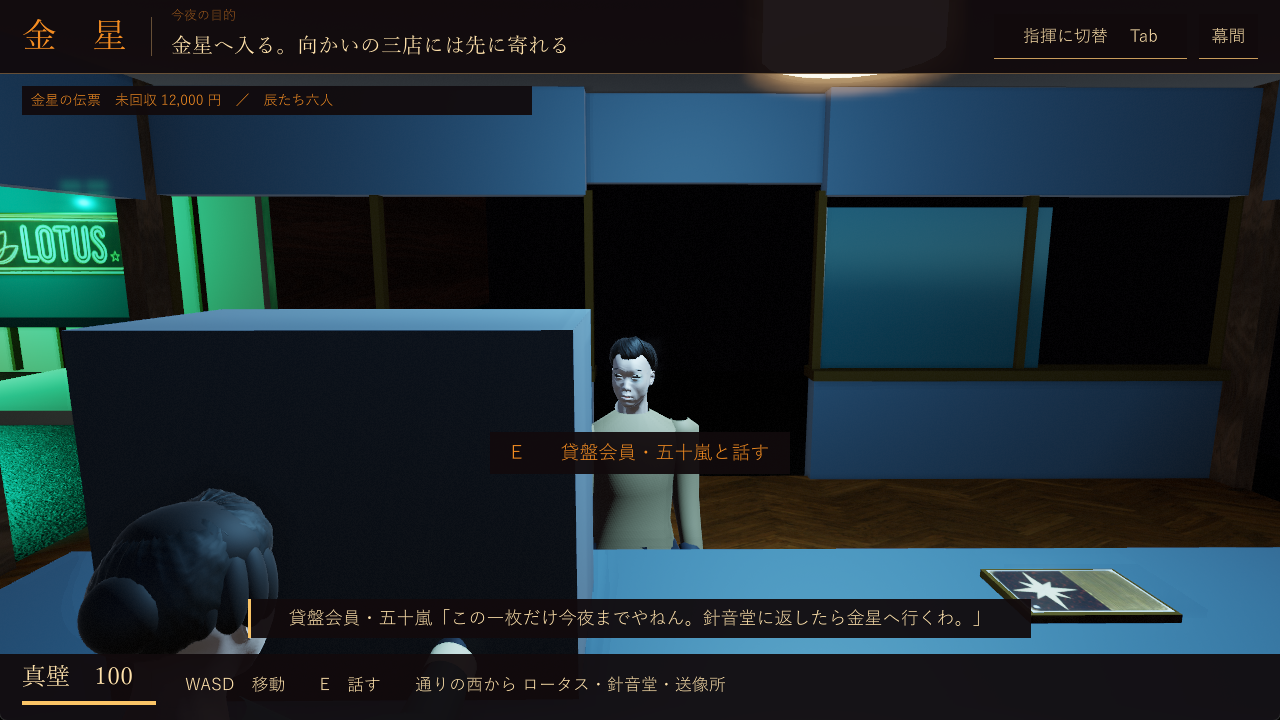 金 星
今夜の目的
金星へ入る。向かいの三店には先に寄れる
指揮に切替 Tab
幕間
金星の伝票 未回収 12,000 円 ／ 辰たち六人
LOTUS
E 貸盤会員・五十嵐と話す
貸盤会員・五十嵐「この一枚だけ今夜までやねん。針音堂に返したら金星へ行くわ。」
真壁 100
WASD 移動 E 話す 通りの西から ロータス・針音堂・送像所